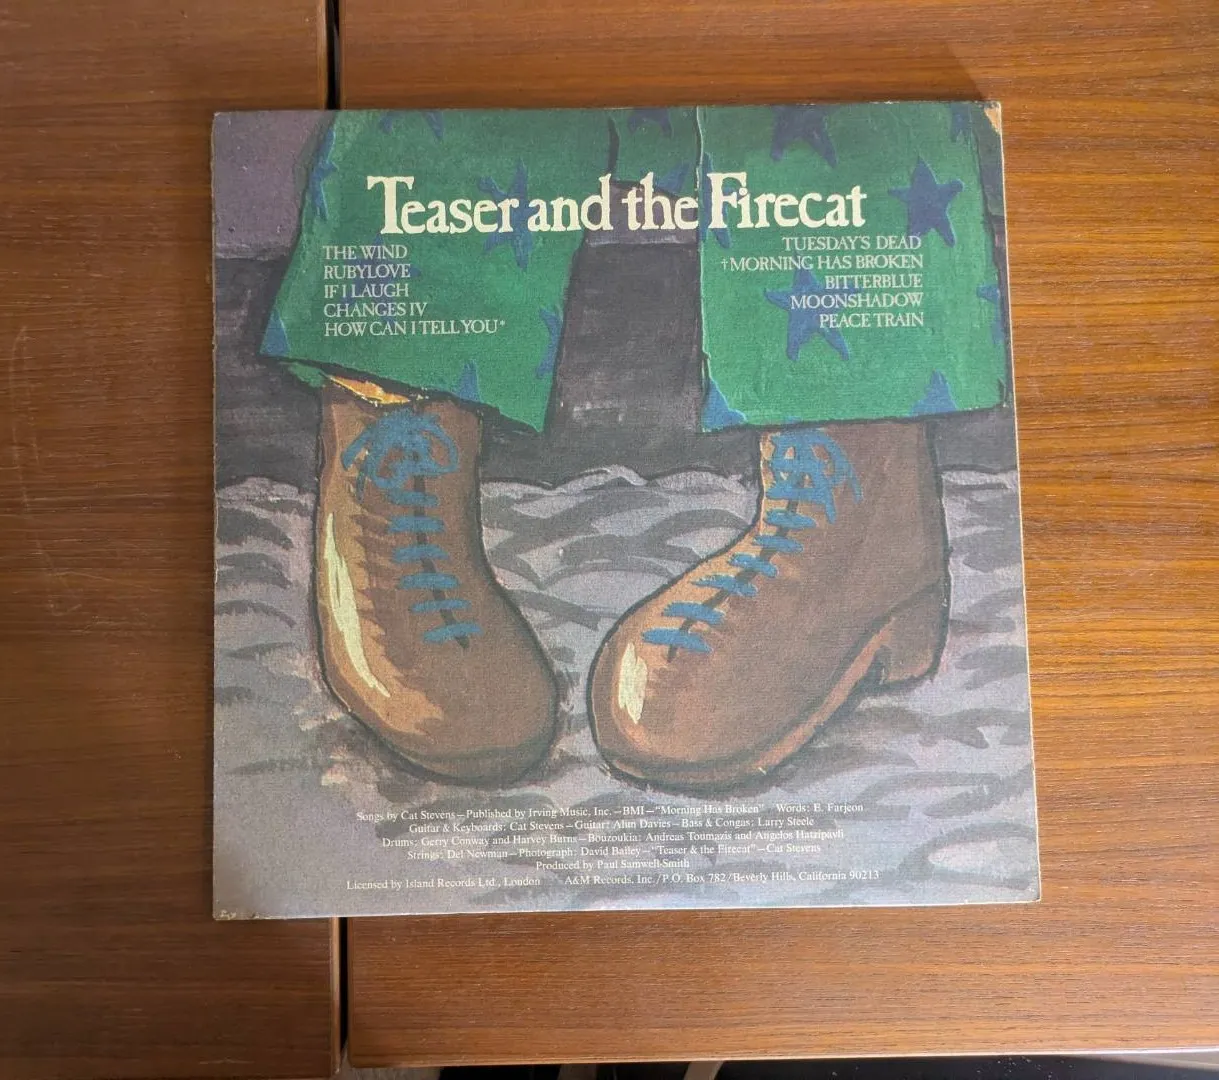 Teaser and the Firecat
THE WIND
RUBYLOVE
IF I LAUGH
CHANGES IV
HOW CAN I TELL YOU*
TUESDAY'S DEAD
†MORNING HAS BROKEN
BITTERBLUE
MOONSHADOW
PEACE TRAIN
Songs by Cat Stevens—Published by Irving Music, Inc.—BMI—"Morning Has Broken" Words: E. Farjeon
Guitar & Keyboards: Cat Stevens—Guitar: Alun Davies—Bass & Congas: Larry Steele
Drums: Gerry Conway and Harvey Burns—Bouzoukia: Andreas Toumazis and Angelos Hatzipavli
Strings: Del Newman—Photograph: David Bailey—"Teaser & the Firecat"—Cat Stevens
Produced by Paul Samwell-Smith
Licensed by Island Records Ltd., London A&M Records, Inc./P.O. Box 782/Beverly Hills, California 90213